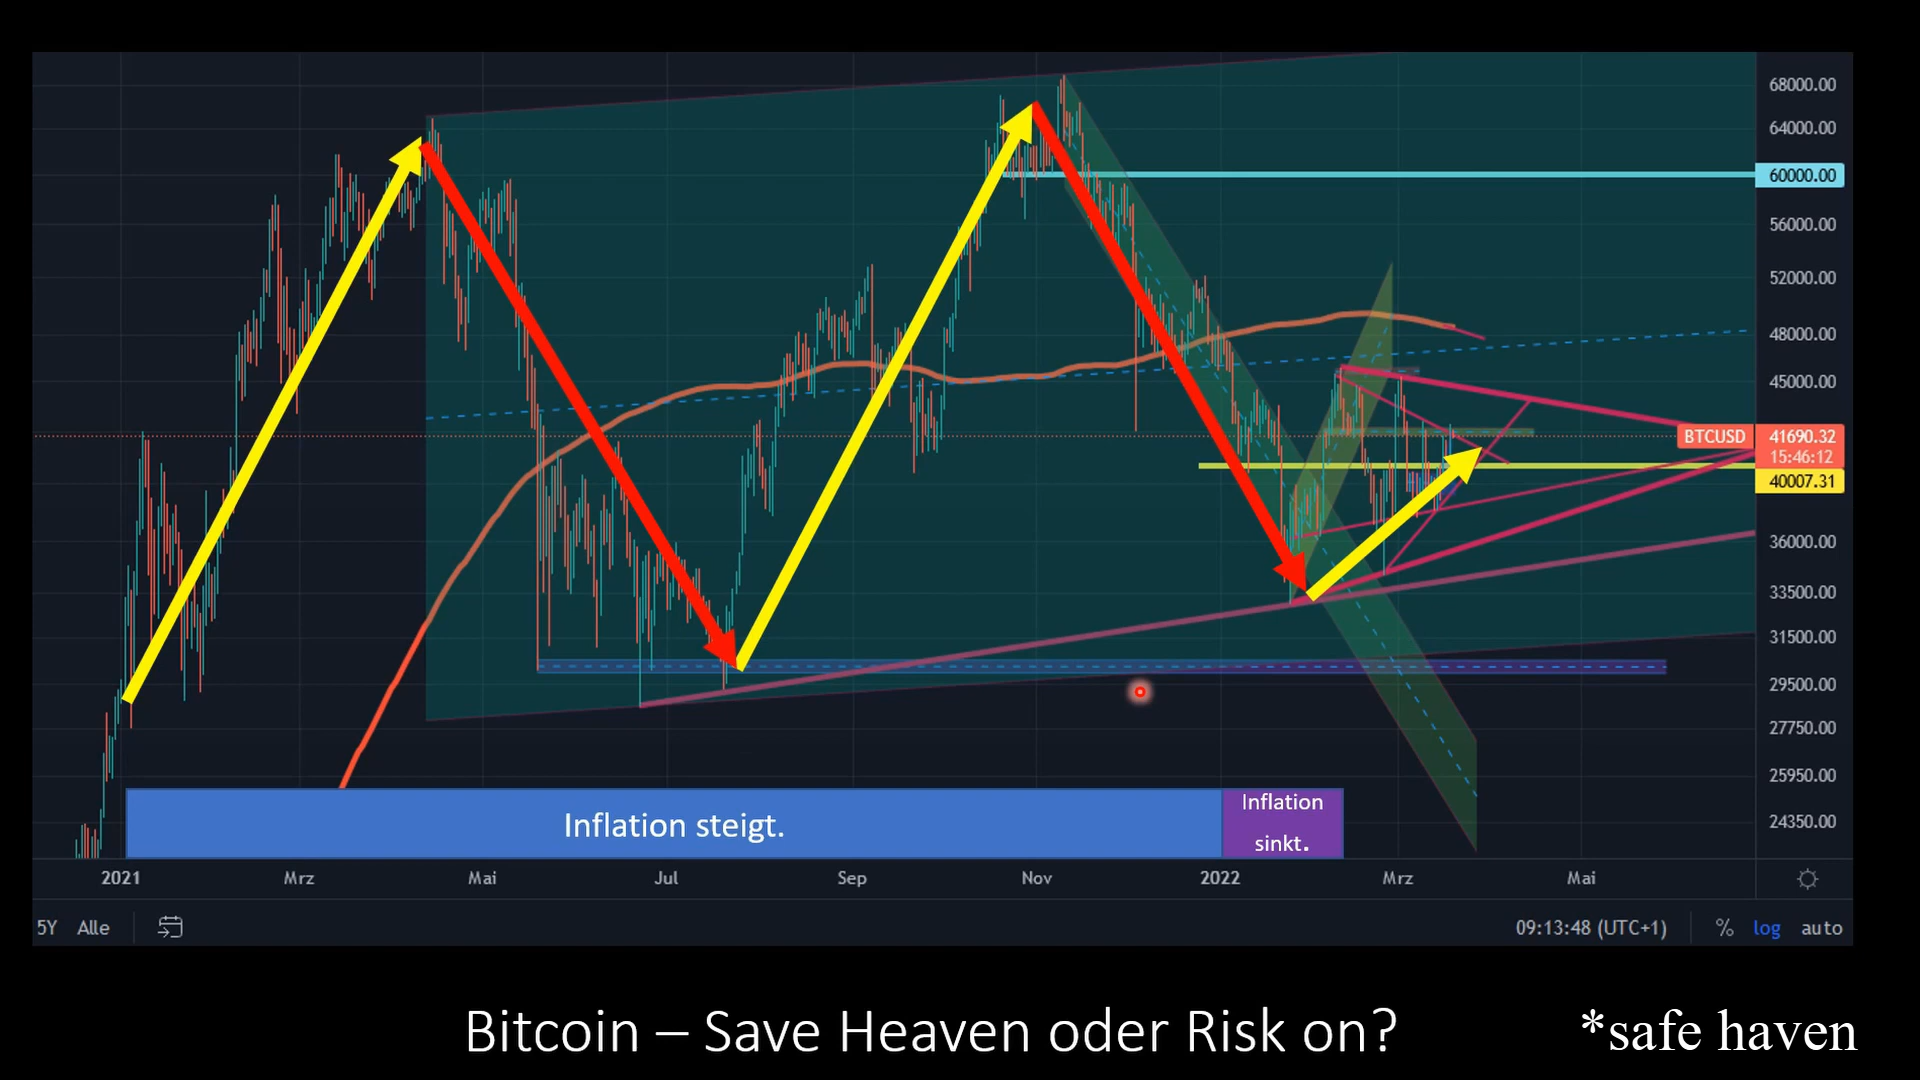 68000.00
64000.00
60000.00
56000.00
52000.00
48000.00
45000.00
BTCUSD 41690.32
15:46:12
40007.31
36000.00
33500.00
31500.00
29500.00
27750.00
25950.00
24350.00
Inflation steigt.
Inflation
sinkt.
2021 Mrz Mai Jul Sep Nov 2022 Mrz Mai
5Y Alle 09:13:48 (UTC+1) % log auto
Bitcoin – Save Heaven oder Risk on?
*safe haven